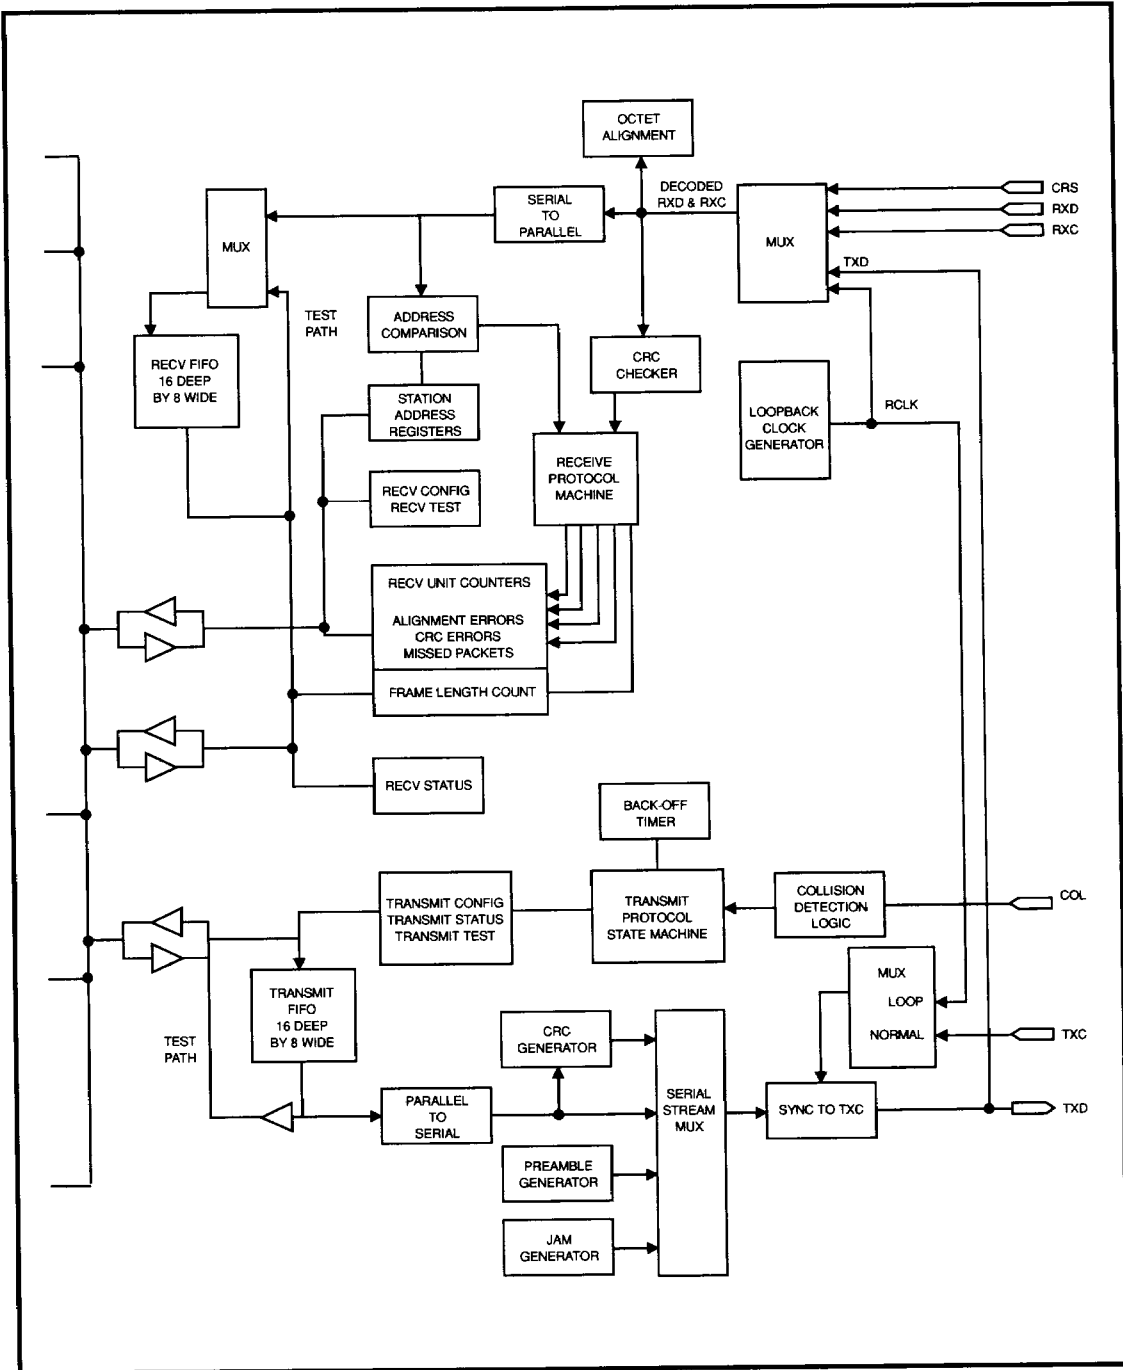 OCTET
ALIGNMENT
DECODED
RXD & RXC
SERIAL
TO
PARALLEL
MUX
MUX
CRS
RXD
RXC
TXD
TEST
PATH
ADDRESS
COMPARISON
CRC
CHECKER
RECV FIFO
16 DEEP
BY 8 WIDE
STATION
ADDRESS
REGISTERS
LOOPBACK
CLOCK
GENERATOR
RCLK
RECEIVE
PROTOCOL
MACHINE
RECV CONFIG
RECV TEST
RECV UNIT COUNTERS
ALIGNMENT ERRORS
CRC ERRORS
MISSED PACKETS
FRAME LENGTH COUNT
RECV STATUS
BACK-OFF
TIMER
TRANSMIT CONFIG
TRANSMIT STATUS
TRANSMIT TEST
TRANSMIT
PROTOCOL
STATE MACHINE
COLLISION
DETECTION
LOGIC
COL
MUX
LOOP
NORMAL
TXC
TRANSMIT
FIFO
16 DEEP
BY 8 WIDE
TEST
PATH
CRC
GENERATOR
PARALLEL
TO
SERIAL
SERIAL
STREAM
MUX
SYNC TO TXC
TXD
PREAMBLE
GENERATOR
JAM
GENERATOR